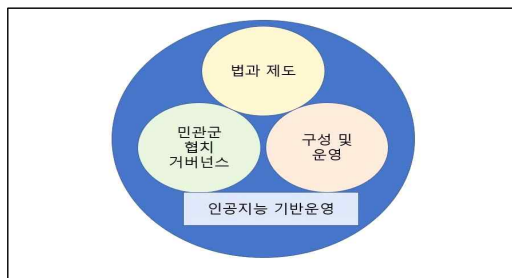 법과 제도
민관군
협치
거버넌스
구성 및
운영
인공지능 기반운영